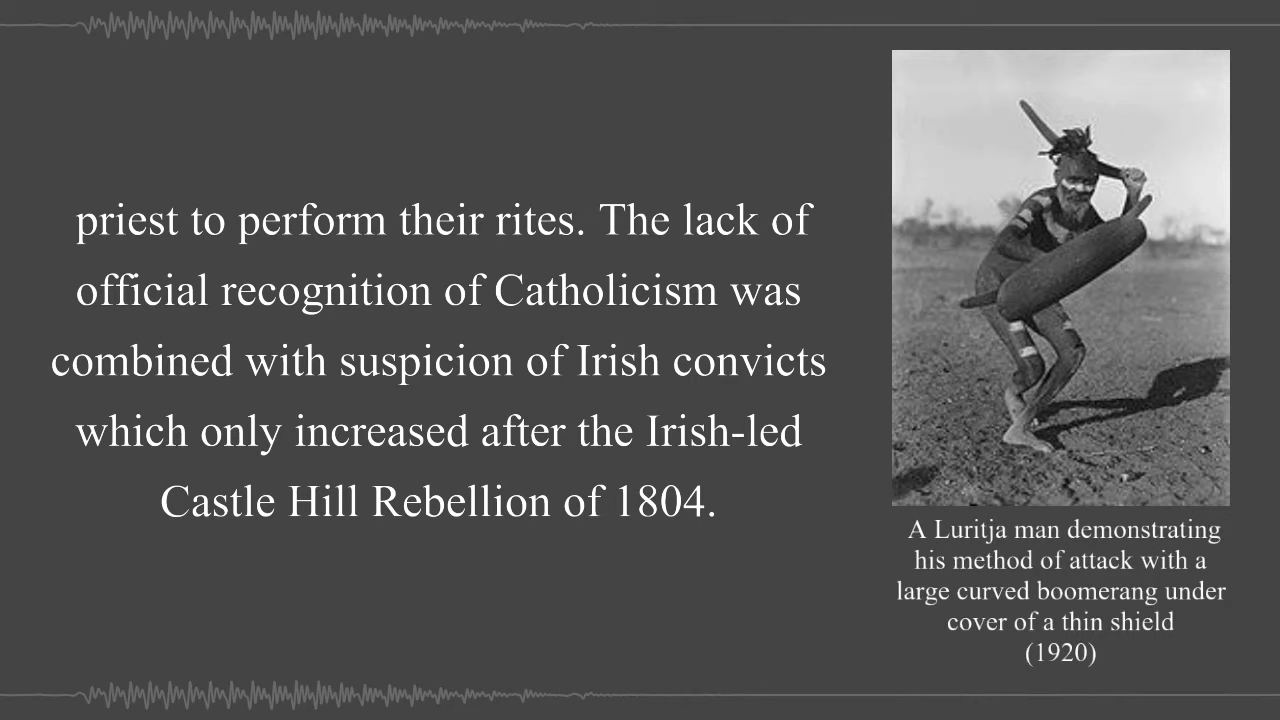 priest to perform their rites. The lack of
official recognition of Catholicism was
combined with suspicion of Irish convicts
which only increased after the Irish-led
Castle Hill Rebellion of 1804.
A Luritja man demonstrating
his method of attack with a
large curved boomerang under
cover of a thin shield
(1920)